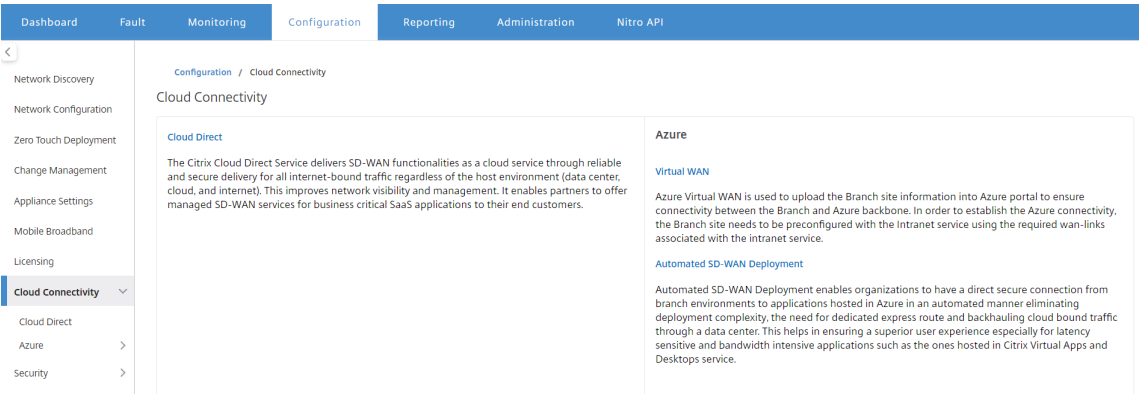 Dashboard Fault Monitoring Configuration Reporting Administration Nitro API
Network Discovery
Network Configuration
Zero Touch Deployment
Change Management
Appliance Settings
Mobile Broadband
Licensing
Cloud Connectivity
Cloud Direct
Azure
Security
Configuration / Cloud Connectivity
Cloud Connectivity
Cloud Direct
The Citrix Cloud Direct Service delivers SD-WAN functionalities as a cloud service through reliable
and secure delivery for all internet-bound traffic regardless of the host environment (data center,
cloud, and internet). This improves network visibility and management. It enables partners to offer
managed SD-WAN services for business critical SaaS applications to their end customers.
Azure
Virtual WAN
Azure Virtual WAN is used to upload the Branch site information into Azure portal to ensure
connectivity between the Branch and Azure backbone. In order to establish the Azure connectivity,
the Branch site needs to be preconfigured with the Intranet service using the required wan-links
associated with the intranet service.
Automated SD-WAN Deployment
Automated SD-WAN Deployment enables organizations to have a direct secure connection from
branch environments to applications hosted in Azure in an automated manner eliminating
deployment complexity, the need for dedicated express route and backhauling cloud bound traffic
through a data center. This helps in ensuring a superior user experience especially for latency
sensitive and bandwidth intensive applications such as the ones hosted in Citrix Virtual Apps and
Desktops service.